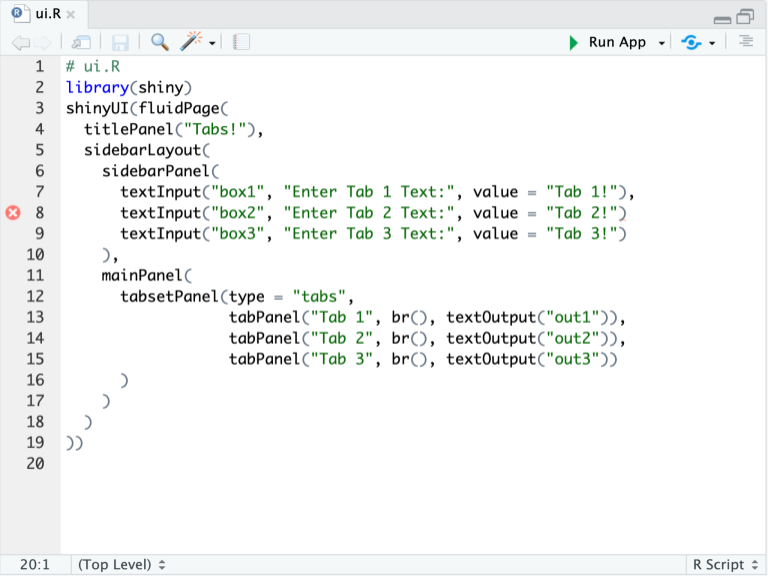 ui.R
Run App
1 # ui.R
2 library(shiny)
3 shinyUI(fluidPage(
4   titlePanel("Tabs!"),
5   sidebarLayout(
6     sidebarPanel(
7       textInput("box1", "Enter Tab 1 Text:", value = "Tab 1!"),
8       textInput("box2", "Enter Tab 2 Text:", value = "Tab 2!")
9       textInput("box3", "Enter Tab 3 Text:", value = "Tab 3!")
10     ),
11     mainPanel(
12       tabsetPanel(type = "tabs",
13                   tabPanel("Tab 1", br(), textOutput("out1")),
14                   tabPanel("Tab 2", br(), textOutput("out2")),
15                   tabPanel("Tab 3", br(), textOutput("out3"))
16       )
17     )
18   )
19 ))
20
20:1 (Top Level) R Script